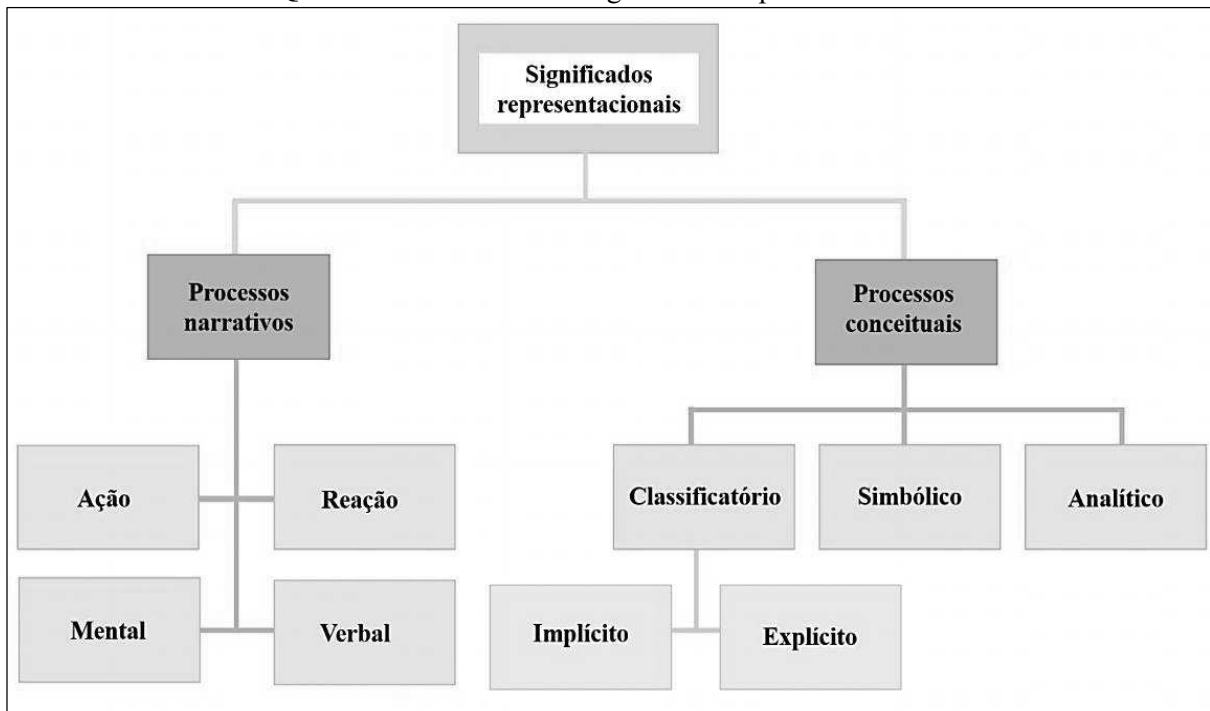 Significados
representacionais
Processos
narrativos
Processos
conceituais
Ação
Reação
Classificatório
Simbólico
Analítico
Mental
Verbal
Implícito
Explícito